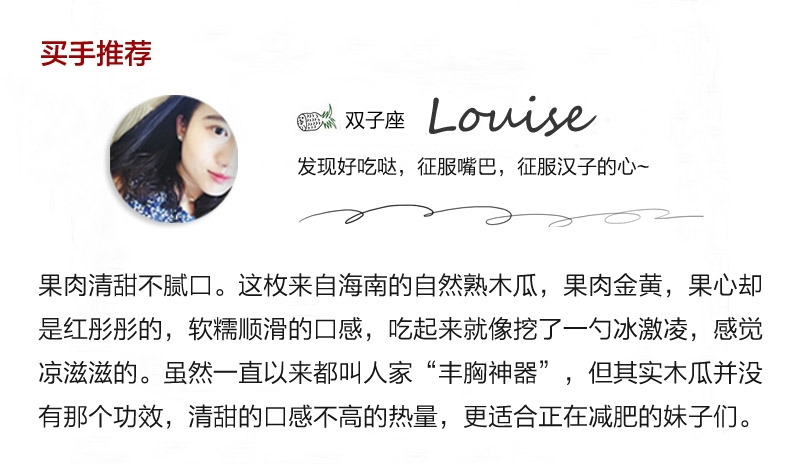 买手推荐
双子座 Louise
发现好吃哒，征服嘴巴，征服汉子的心~
果肉清甜不腻口。这枚来自海南的自然熟木瓜，果肉金黄，果心却
是红彤彤的，软糯顺滑的口感，吃起来就像挖了一勺冰激凌，感觉
凉滋滋的。虽然一直以来都叫人家“丰胸神器”，但其实木瓜并没
有那个功效，清甜的口感不高的热量，更适合正在减肥的妹子们。